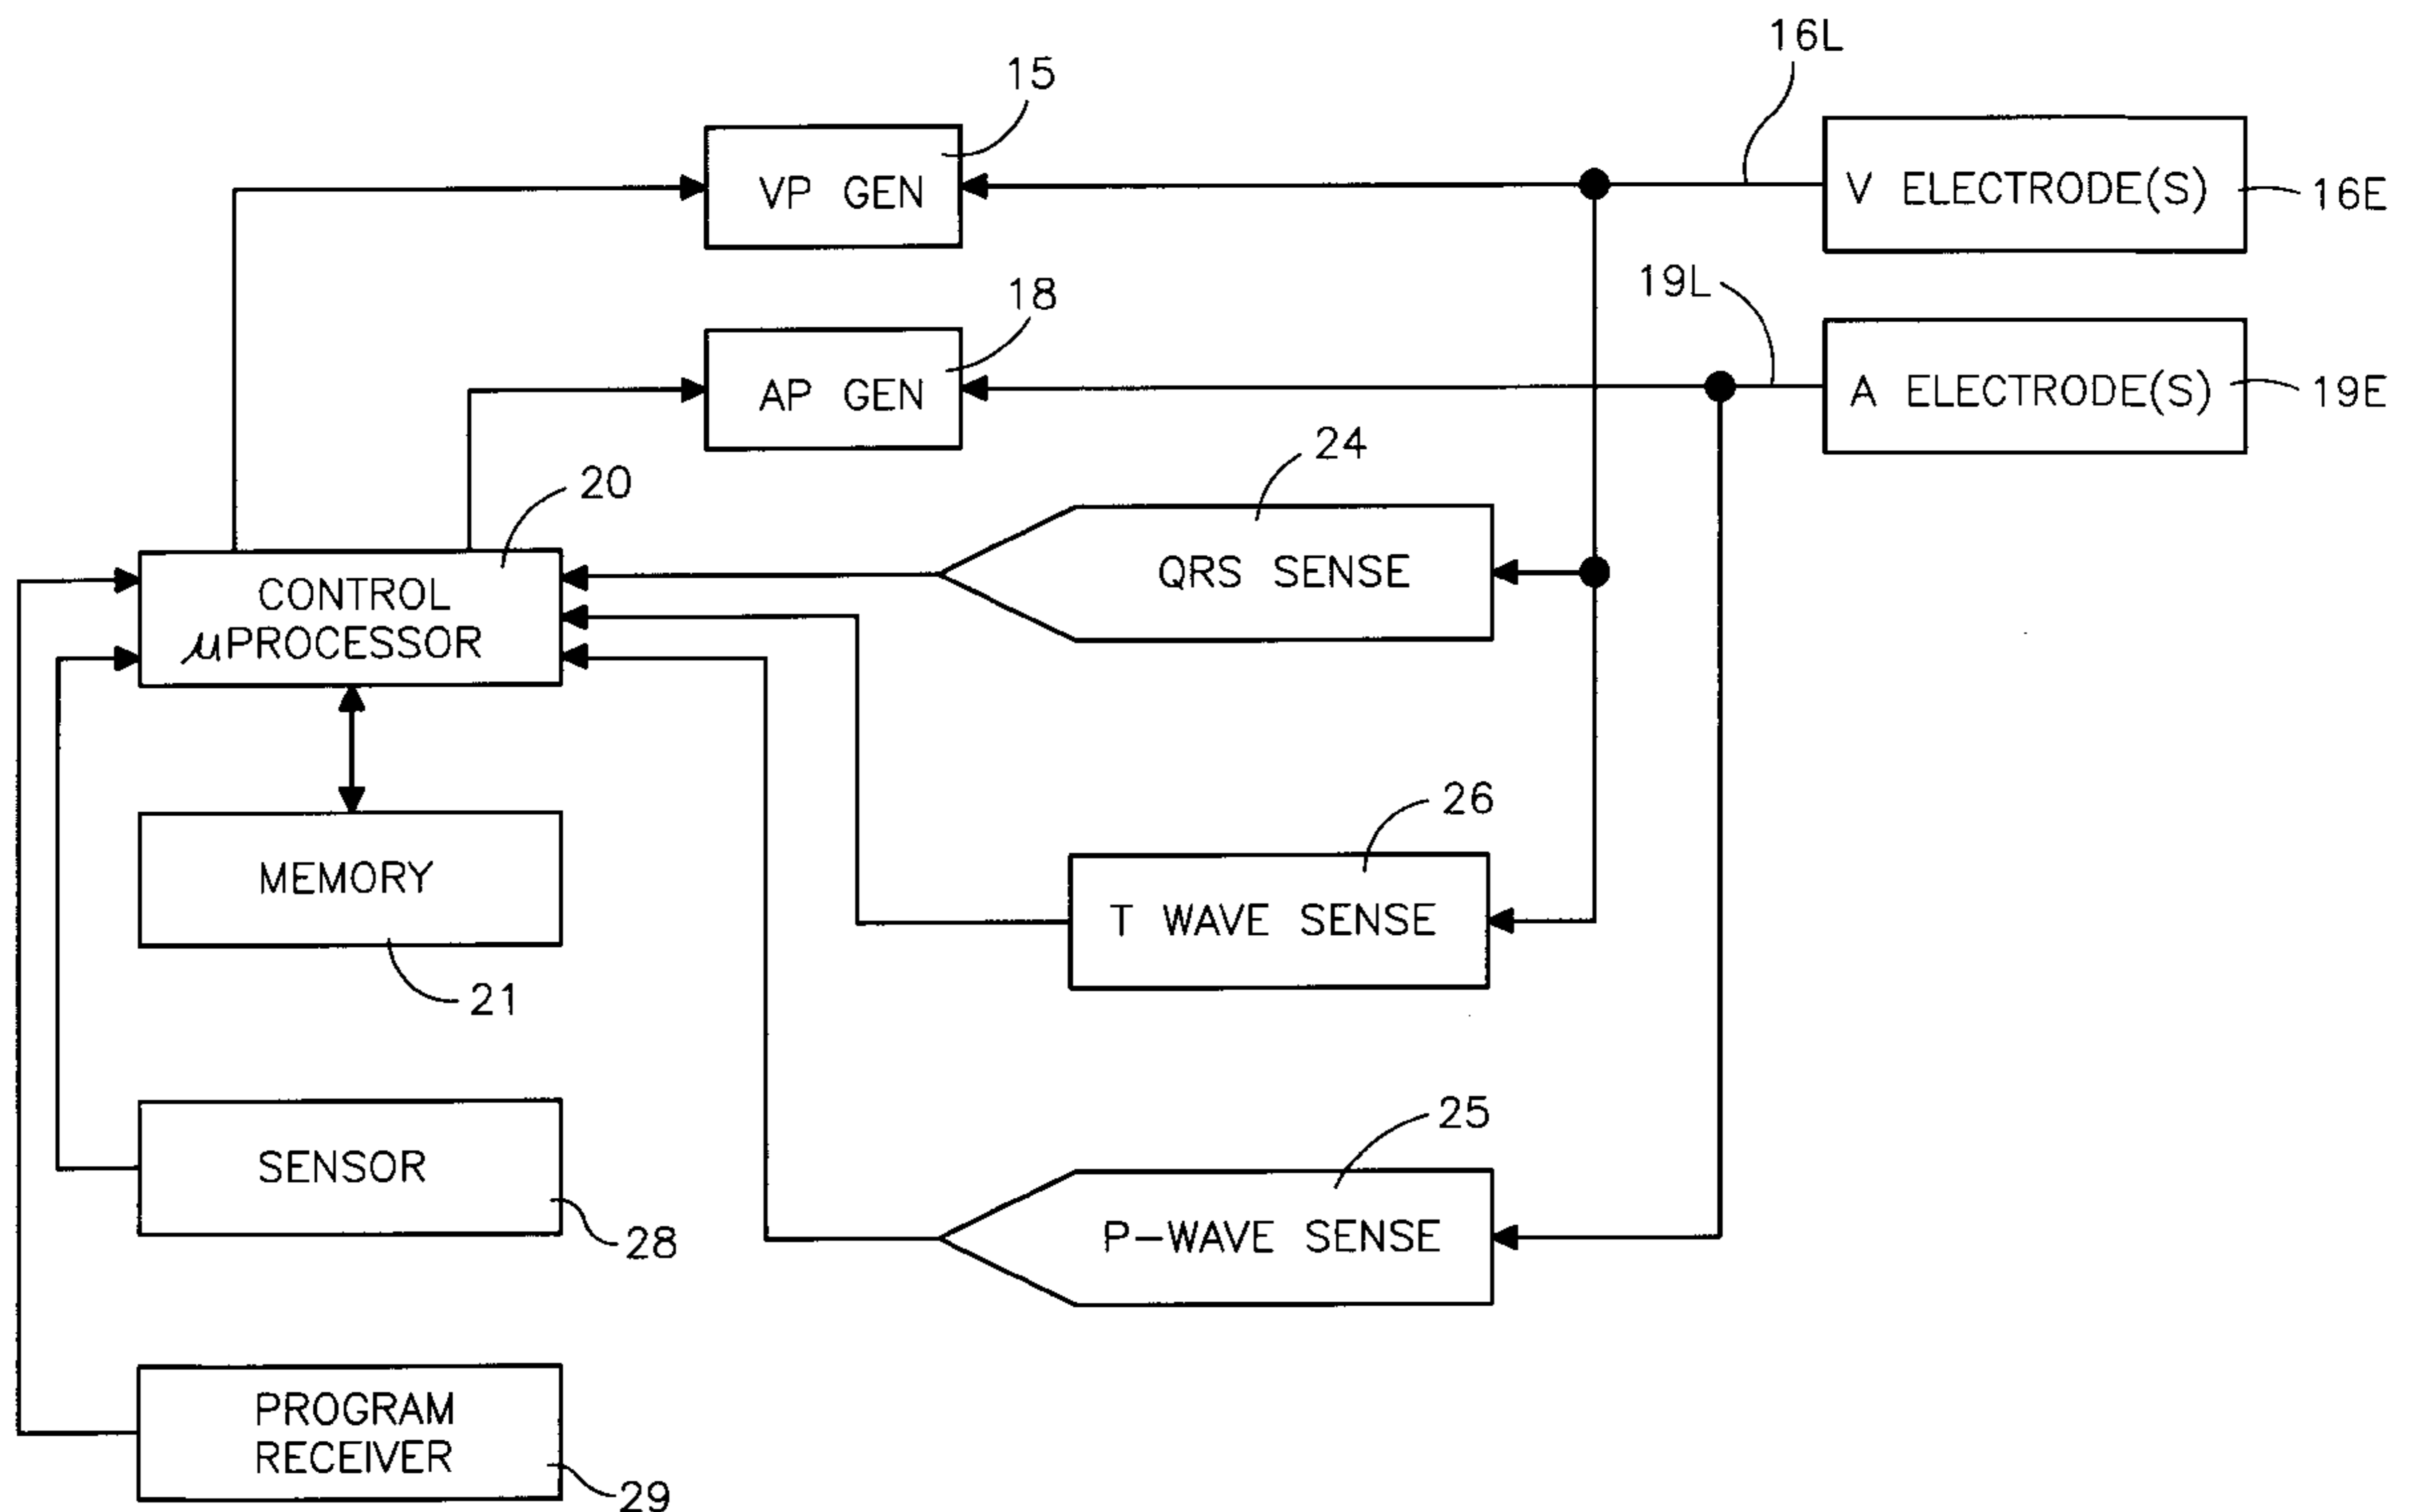 16L
15
VP GEN
V ELECTRODE(S)
16E
18
19L
AP GEN
A ELECTRODE(S)
19E
24
20
QRS SENSE
CONTROL
μPROCESSOR
26
MEMORY
T WAVE SENSE
21
25
SENSOR
28
P-WAVE SENSE
PROGRAM
RECEIVER
29